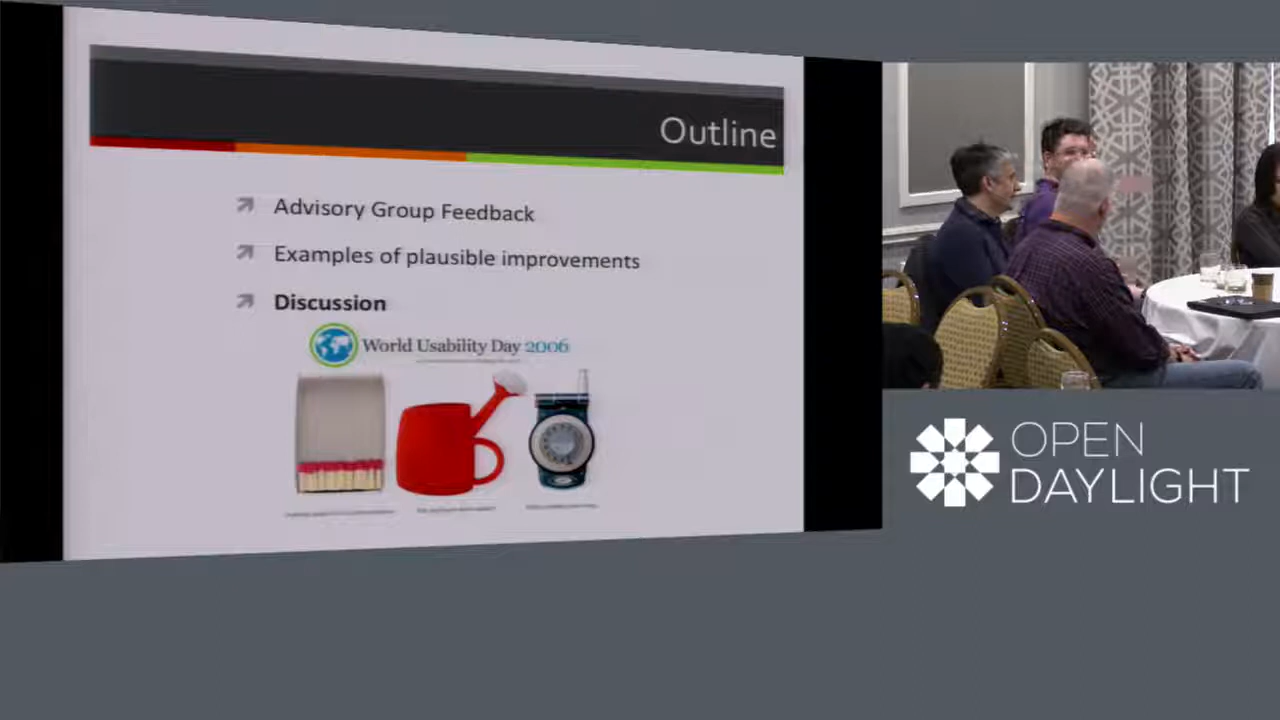 Outline
Advisory Group Feedback
Examples of plausible improvements
Discussion
World Usability Day 2006
OPEN
DAYLIGHT